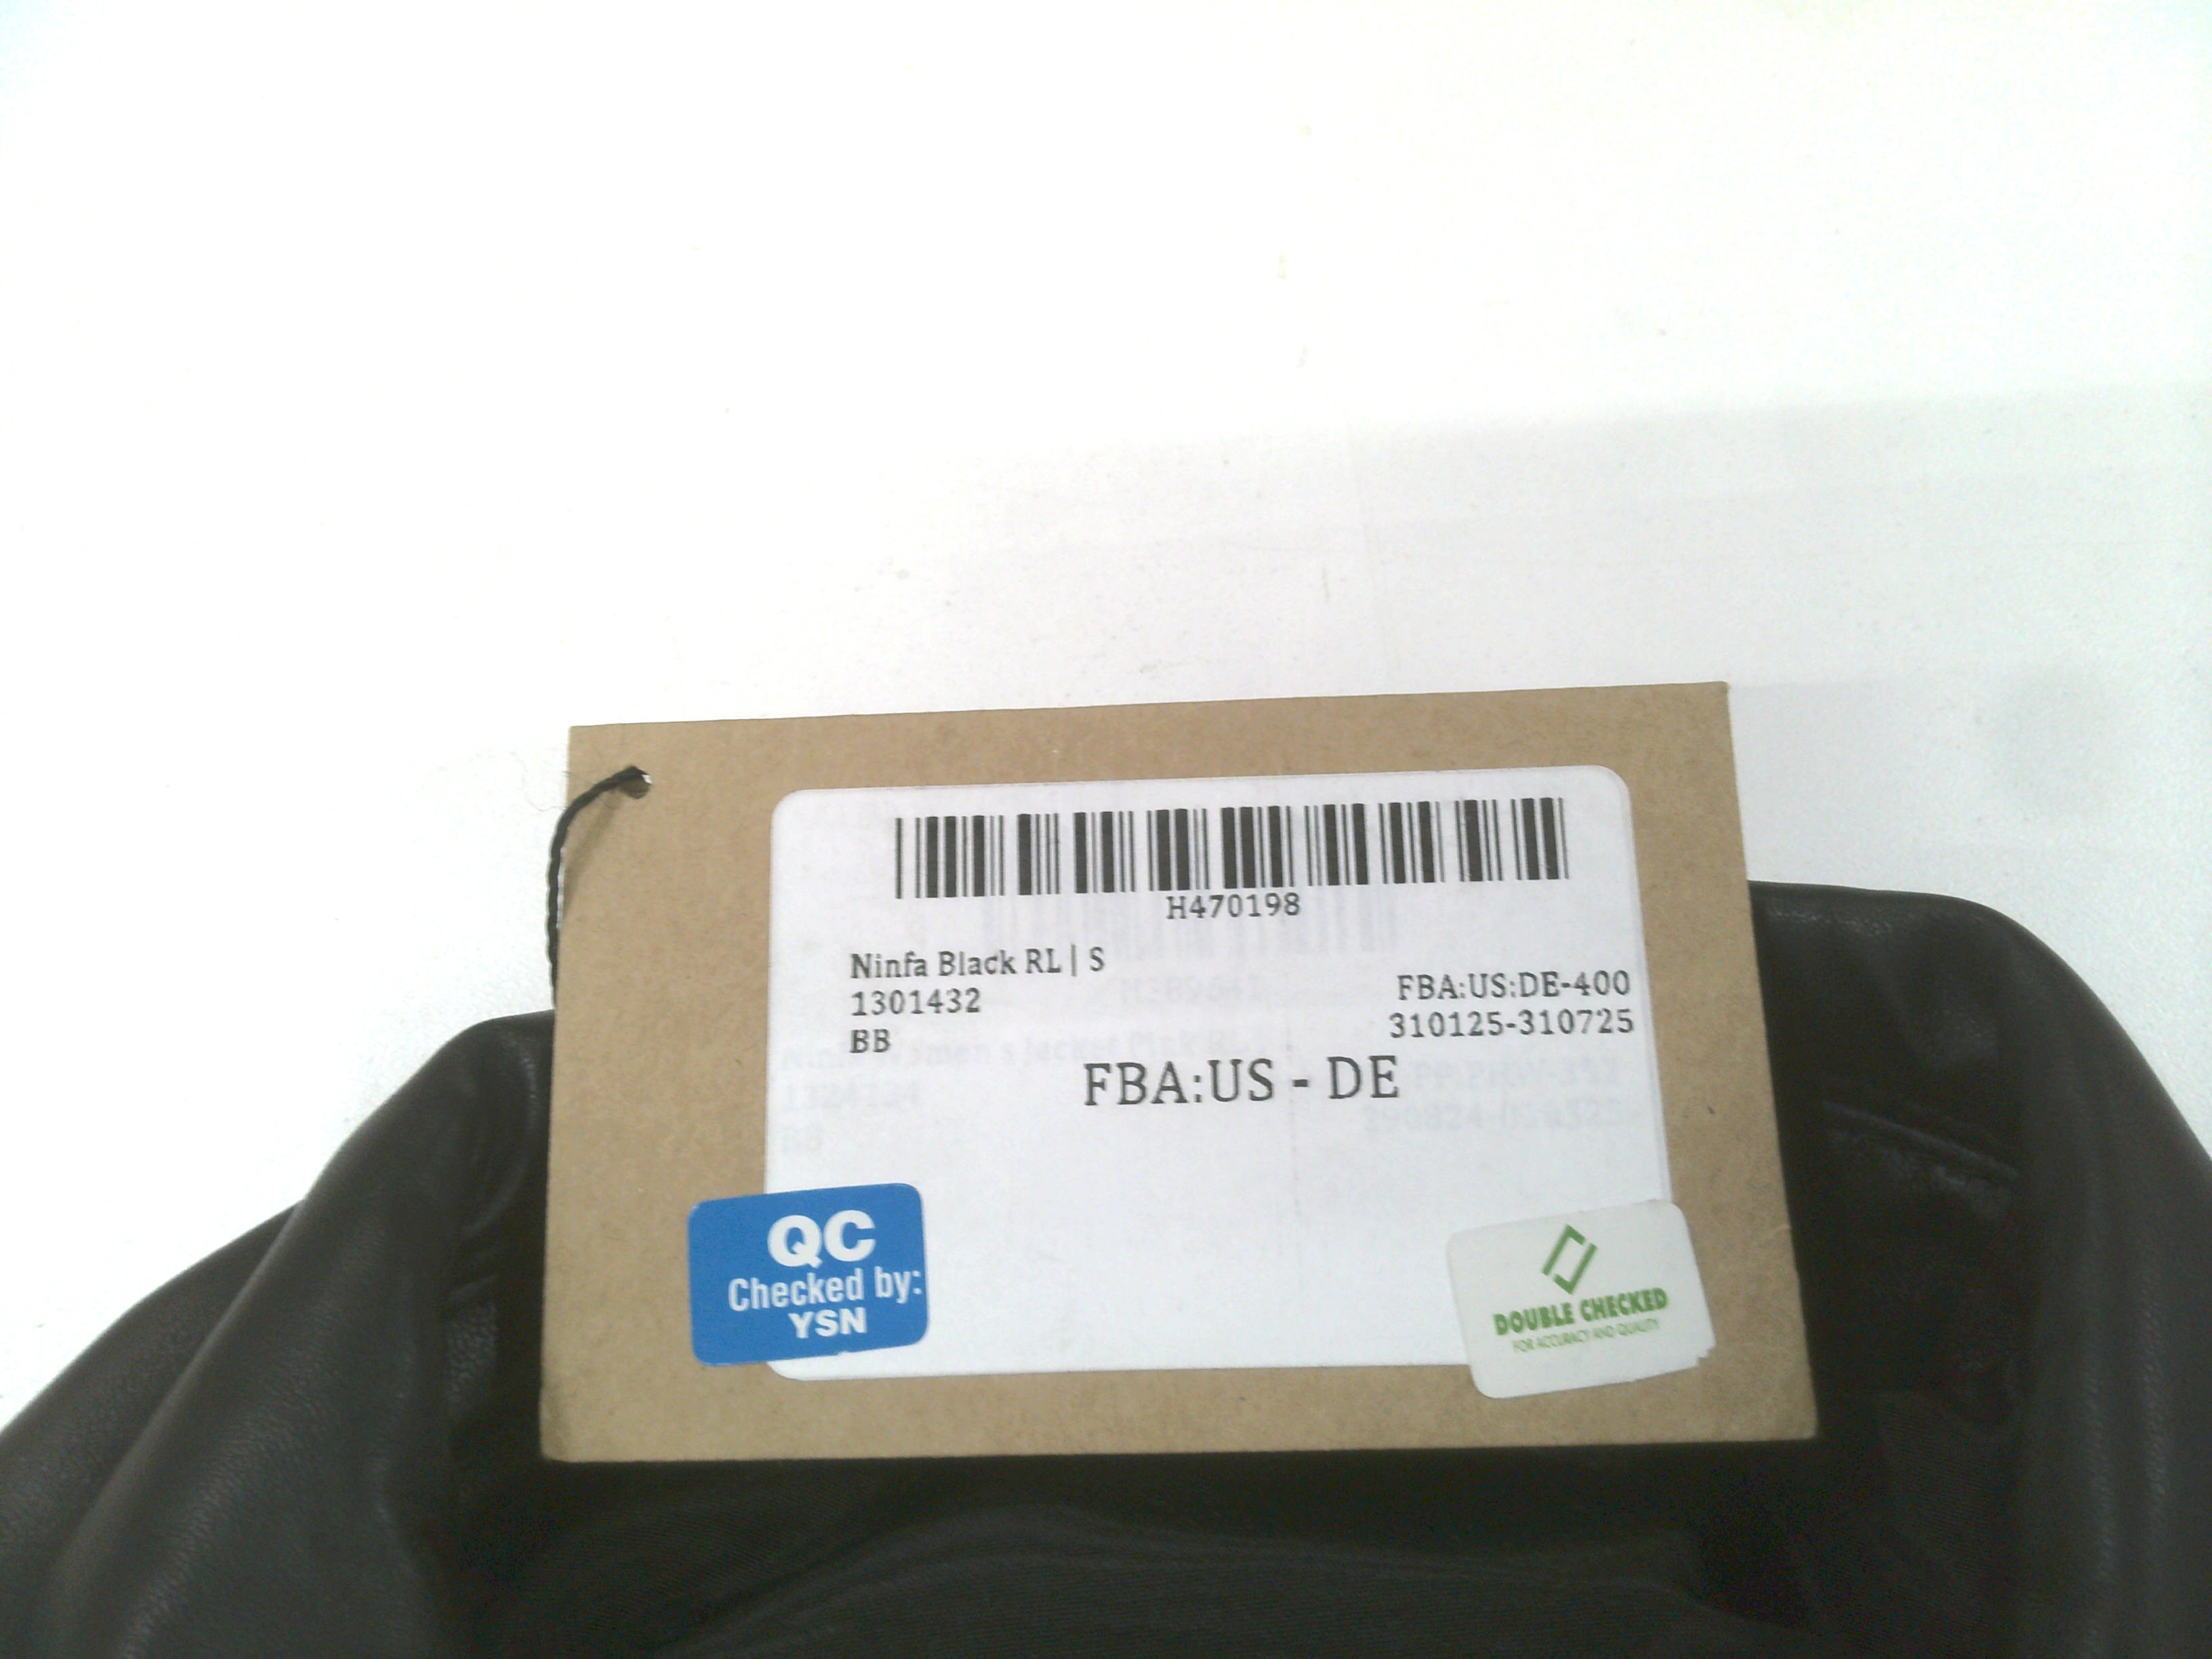 H470198
Ninfa Black RL | S
1301432
BB
FBA:US:DE-400
310125-310725
FBA:US - DE
QC
Checked by:
YSN
DOUBLE CHECKED
FOR ACCURACY AND QUALITY